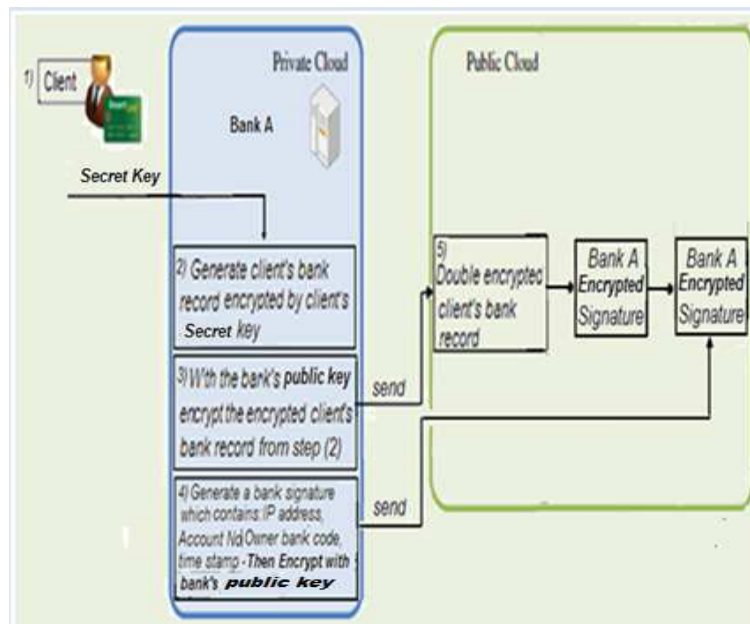 1) Client
Secret Key
Private Cloud
Bank A
2) Generate client's bank
record encrypted by client's
Secret key
3) With the bank's public key
encrypt the encrypted client's
bank record from step (2)
4) Generate a bank signature
which contains: IP address,
Account No Owner bank code,
time stamp - Then Encrypt with
bank's public key
send
send
Public Cloud
5)
Double encrypted
client's bank
record
Bank A
Encrypted
Signature
Bank A
Encrypted
Signature